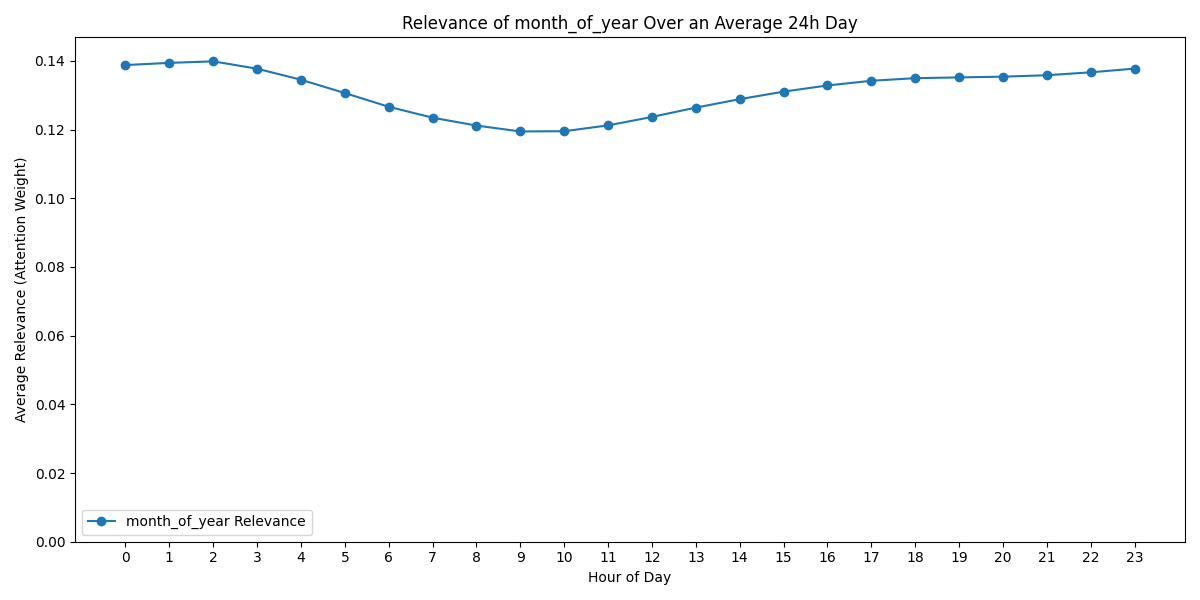 Relevance of month_of_year Over an Average 24h Day
Average Relevance (Attention Weight)
0.14
0.12
0.10
0.08
0.06
0.04
0.02
0.00
month_of_year Relevance
0 1 2 3 4 5 6 7 8 9 10 11 12 13 14 15 16 17 18 19 20 21 22 23
Hour of Day